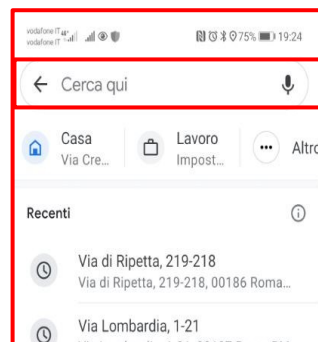 vodafone IT 4G+
vodafone IT
75% 19:24
Cerca qui
Casa
Via Cre...
Lavoro
Impost...
Altro
Recenti
Via di Ripetta, 219-218
Via di Ripetta, 219-218, 00186 Roma...
Via Lombardia, 1-21